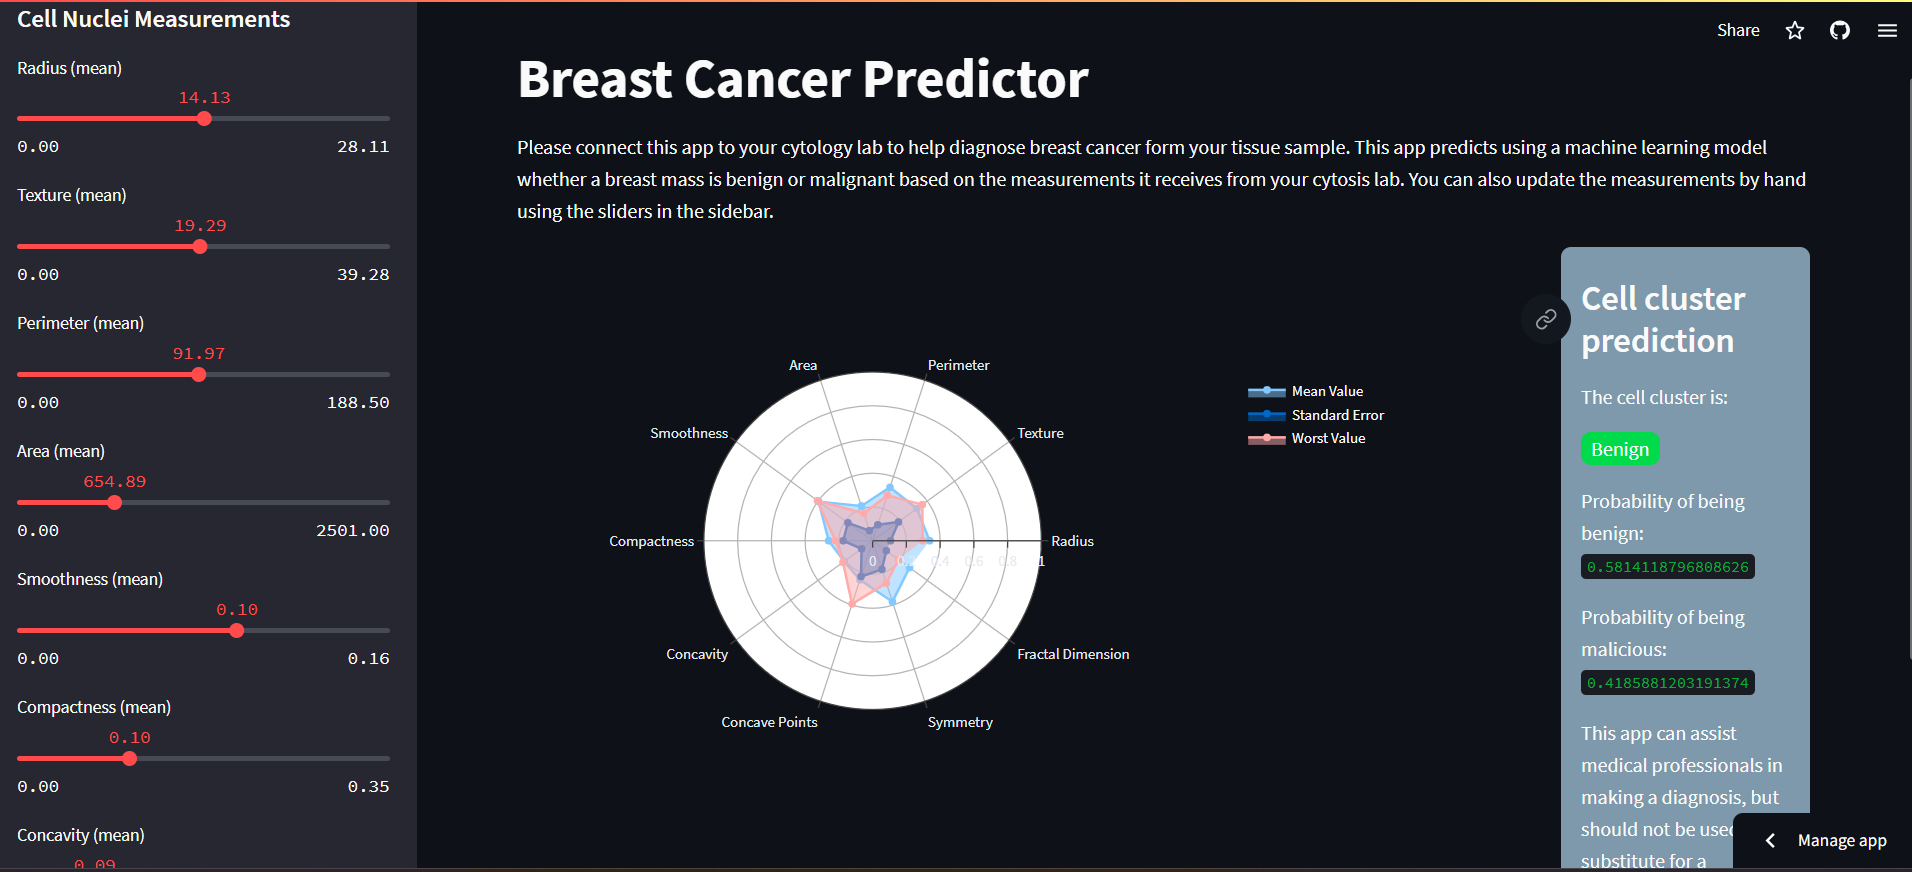 Cell Nuclei Measurements
Radius (mean)
14.13
0.00 28.11
Texture (mean)
19.29
0.00 39.28
Perimeter (mean)
91.97
0.00 188.50
Area (mean)
654.89
0.00 2501.00
Smoothness (mean)
0.10
0.00 0.16
Compactness (mean)
0.10
0.00 0.35
Concavity (mean)
0.09
Share
Breast Cancer Predictor
Please connect this app to your cytology lab to help diagnose breast cancer form your tissue sample. This app predicts using a machine learning model
whether a breast mass is benign or malignant based on the measurements it receives from your cytosis lab. You can also update the measurements by hand
using the sliders in the sidebar.
Area Perimeter
Smoothness Texture
Compactness Radius
0 0.4 0.6 0.8 1
Concavity Fractal Dimension
Concave Points Symmetry
Mean Value
Standard Error
Worst Value
Cell cluster
prediction
The cell cluster is:
Benign
Probability of being
benign:
0.5814118796808626
Probability of being
malicious:
0.4185881203191374
This app can assist
medical professionals in
making a diagnosis, but
should not be
substitute for a
Manage app